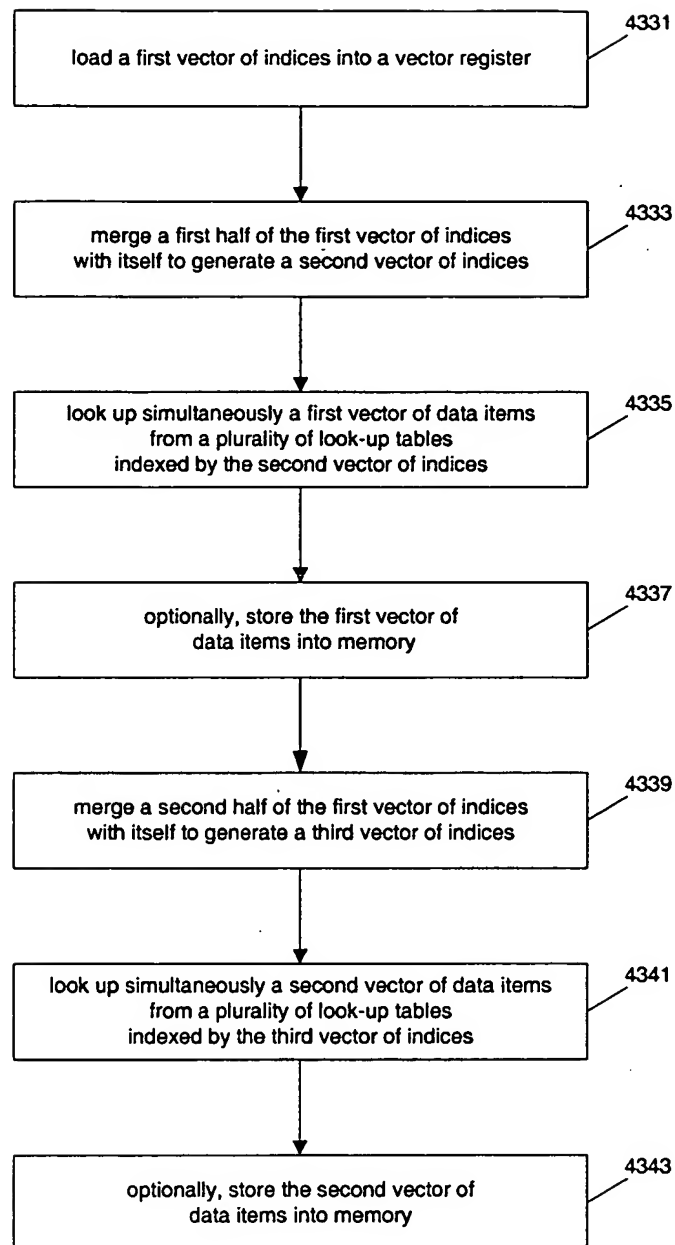 4331
load a first vector of indices into a vector register
4333
merge a first half of the first vector of indices
with itself to generate a second vector of indices
4335
look up simultaneously a first vector of data items
from a plurality of look-up tables
indexed by the second vector of indices
4337
optionally, store the first vector of
data items into memory
4339
merge a second half of the first vector of indices
with itself to generate a third vector of indices
4341
look up simultaneously a second vector of data items
from a plurality of look-up tables
indexed by the third vector of indices
4343
optionally, store the second vector of
data items into memory